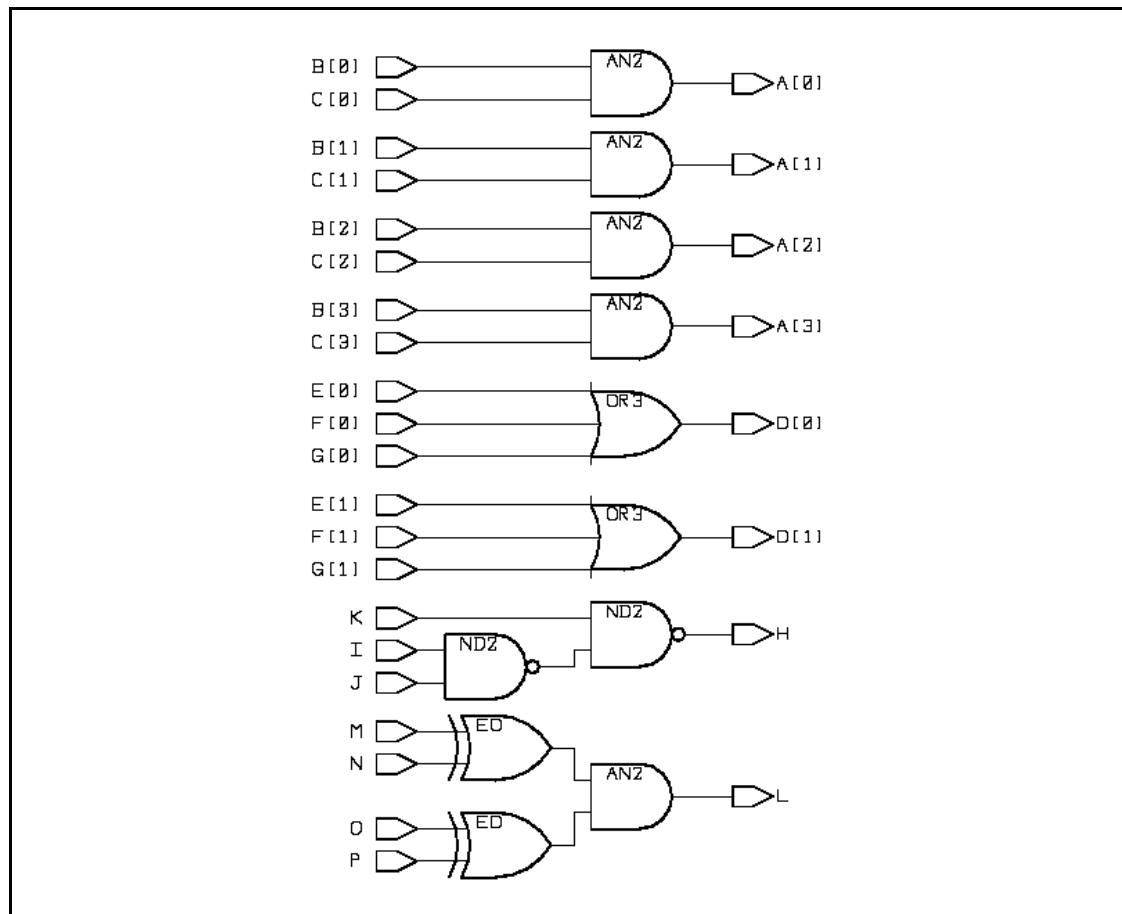 AN2
B[0]
A[0]
C[0]
AN2
B[1]
A[1]
C[1]
AN2
B[2]
A[2]
C[2]
AN2
B[3]
A[3]
C[3]
E[0]
OR3
F[0]
D[0]
G[0]
E[1]
OR3
F[1]
D[1]
G[1]
K
ND2
H
I
ND2
J
M
EO
N
AN2
L
O
EO
P